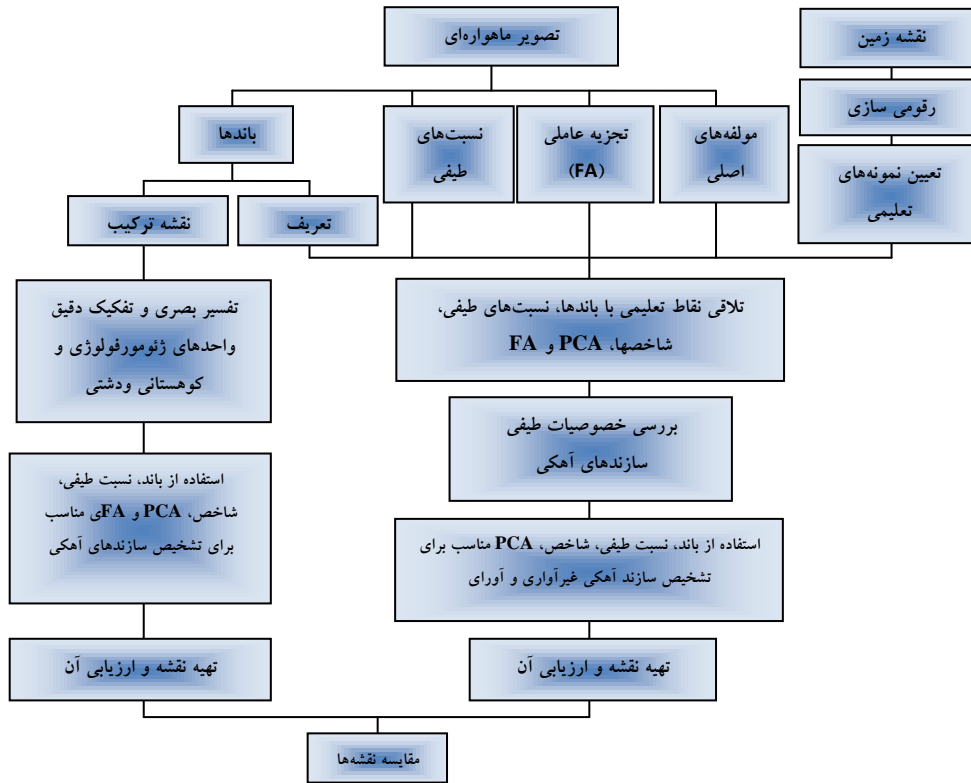 تصویر ماهواره‌ای
نقشه زمین
رقومی سازی
تعیین نمونه‌های
تعلیمی
مولفه‌های
اصلی
تجزیه عاملی
(FA)
نسبت‌های
طیفی
باندها
تعریف
نقشه ترکیب
تلاقی نقاط تعلیمی با باندها، نسبت‌های طیفی،
شاخصها، PCA و FA
بررسی خصوصیات طیفی
سازندهای آهکی
استفاده از باند، نسبت طیفی، شاخص، PCA مناسب برای
تشخیص سازند آهکی غیرآواری و آورای
تهیه نقشه و ارزیابی آن
تفسیر بصری و تفکیک دقیق
واحدهای ژئومورفولوژی و
کوهستانی ودشتی
استفاده از باند، نسبت طیفی،
شاخص، PCA و FAی مناسب
برای تشخیص سازندهای آهکی
تهیه نقشه و ارزیابی آن
مقایسه نقشه‌ها